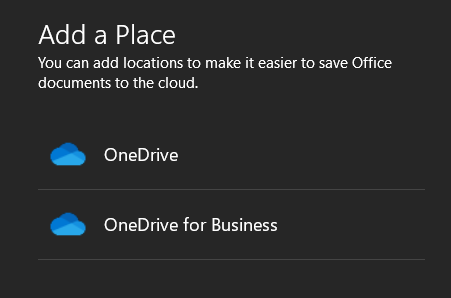 Add a Place
You can add locations to make it easier to save Office
documents to the cloud.
OneDrive
OneDrive for Business